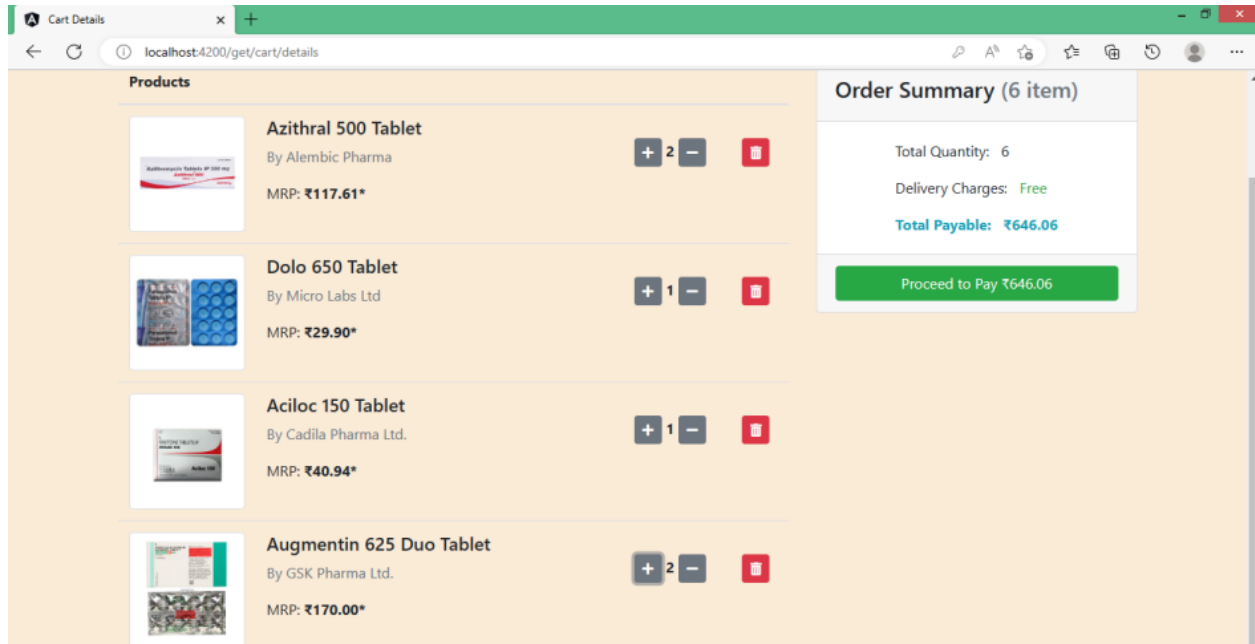 Cart Details
localhost:4200/get/cart/details
Products
Azithral 500 Tablet
By Alembic Pharma
MRP: ₹117.61*
2
Dolo 650 Tablet
By Micro Labs Ltd
MRP: ₹29.90*
1
Aciloc 150 Tablet
By Cadila Pharma Ltd.
MRP: ₹40.94*
1
Augmentin 625 Duo Tablet
By GSK Pharma Ltd.
MRP: ₹170.00*
2
Order Summary (6 item)
Total Quantity: 6
Delivery Charges: Free
Total Payable: ₹646.06
Proceed to Pay ₹646.06